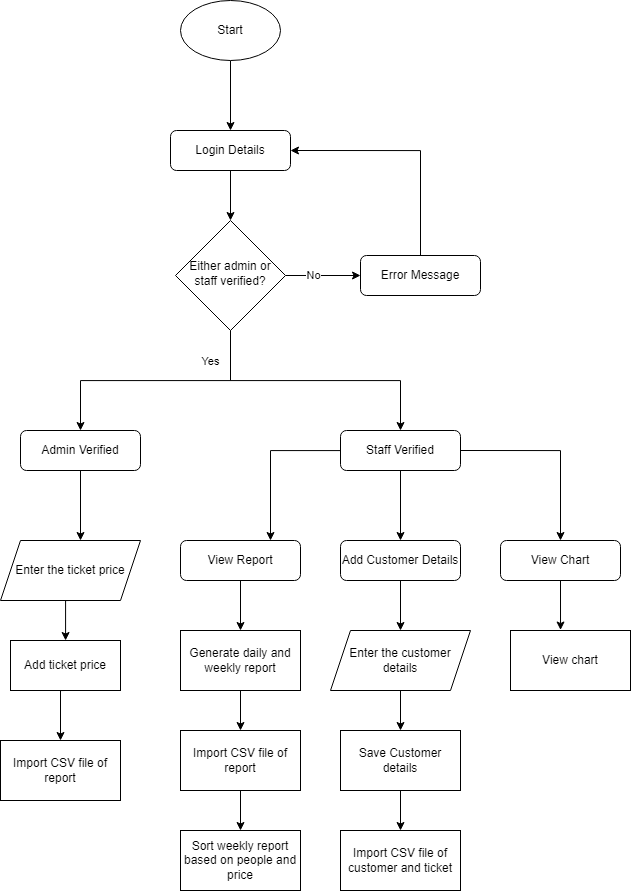 Start
Login Details
Either admin or
staff verified?
No
Error Message
Yes
Admin Verified
Staff Verified
Enter the ticket price
View Report
Add Customer Details
View Chart
Add ticket price
Generate daily and
weekly report
Enter the customer
details
View chart
Import CSV file of
report
Import CSV file of
report
Save Customer
details
Sort weekly report
based on people and
price
Import CSV file of
customer and ticket